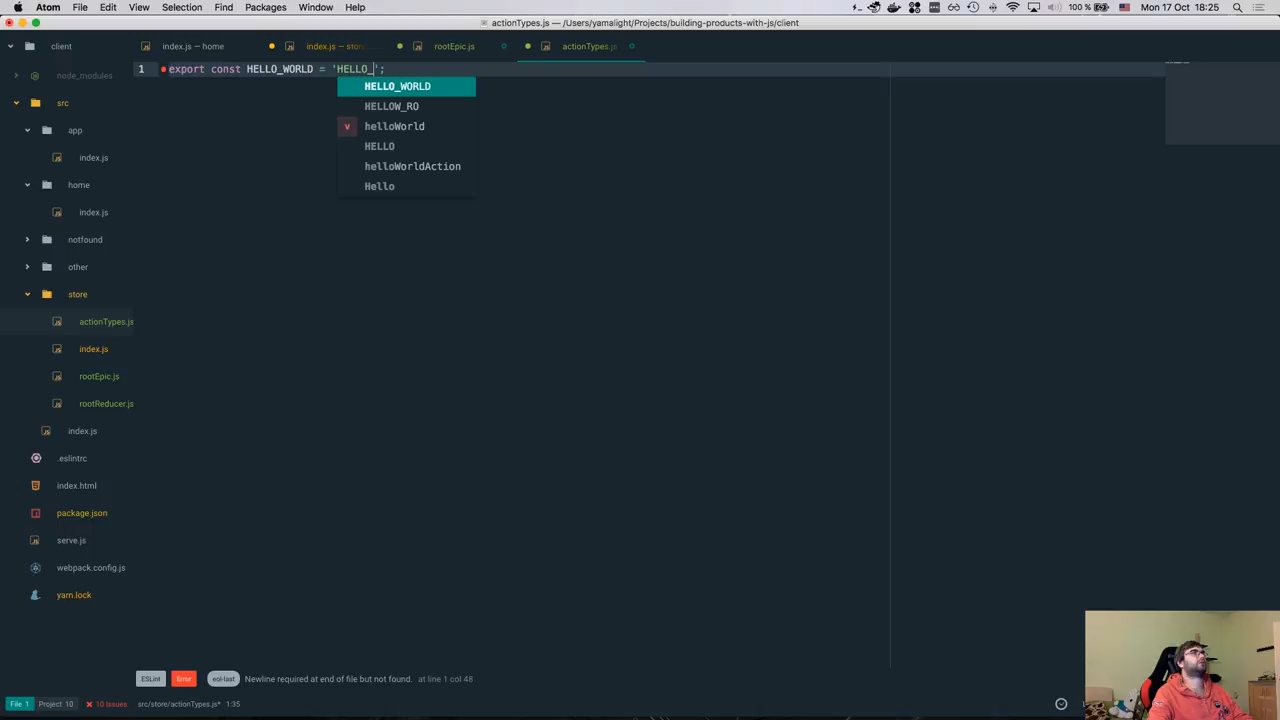 Atom File Edit View Selection Find Packages Window Help 100 % Mon 17 Oct 18:25
actionTypes.js — /Users/yamalight/Projects/building-products-with-js/client
client
index.js — home
index.js — stor
rootEpic.js
actionTypes.js
1 export const HELLO_WORLD = 'HELLO_';
HELLO_WORLD
HELLOW_RO
v helloWorld
HELLO
helloWorldAction
Hello
node_modules
src
app
index.js
home
index.js
notfound
other
store
actionTypes.js
index.js
rootEpic.js
rootReducer.js
index.js
.eslintrc
index.html
package.json
serve.js
webpack.config.js
yarn.lock
ESLint Error eol-last Newline required at end of file but not found. at line 1 col 48
File 1 Project 10 10 Issues src/store/actionTypes.js* 1:35